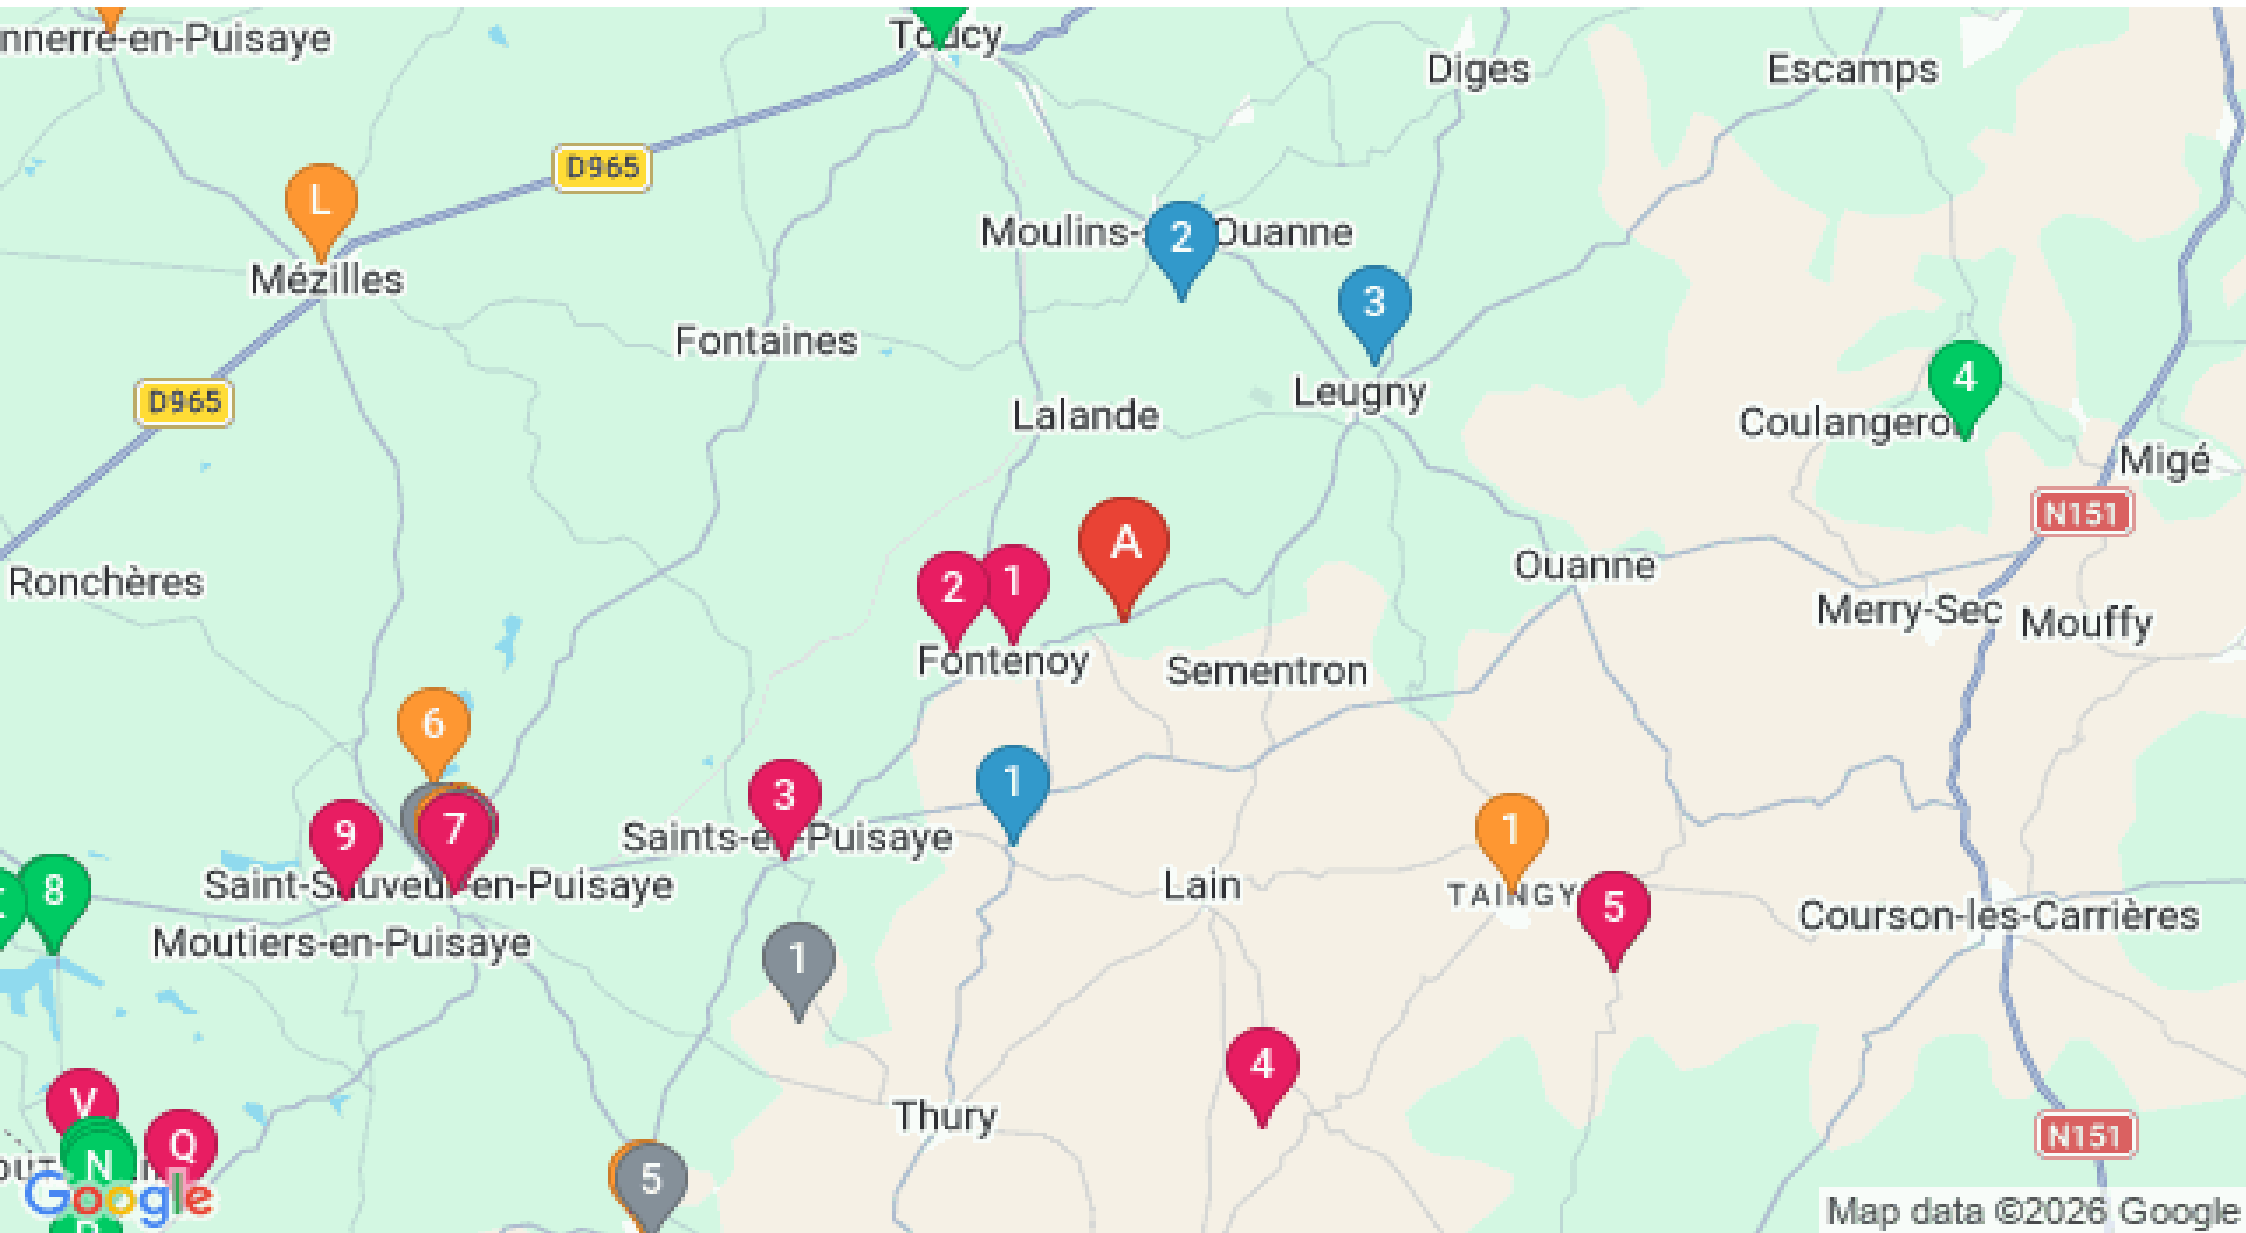 nnerre-en-Puisaye
Toucy
Diges
Escamps
D965
L
Moulins-
2
Ouanne
Mézilles
3
Fontaines
4
D965
Leugny
Lalande
Coulangeron
Migé
N151
A
Ronchères
2
1
Ouanne
Merry-Sec
Mouffy
Fontenoy
Sementron
6
1
3
1
9
7
Saints-en-Puisaye
8
Saint-Sauveur-en-Puisaye
Lain
TAINGY
5
Courson-les-Carrières
Moutiers-en-Puisaye
1
4
V
Thury
N151
Q
N
5
Google
Map data ©2026 Google